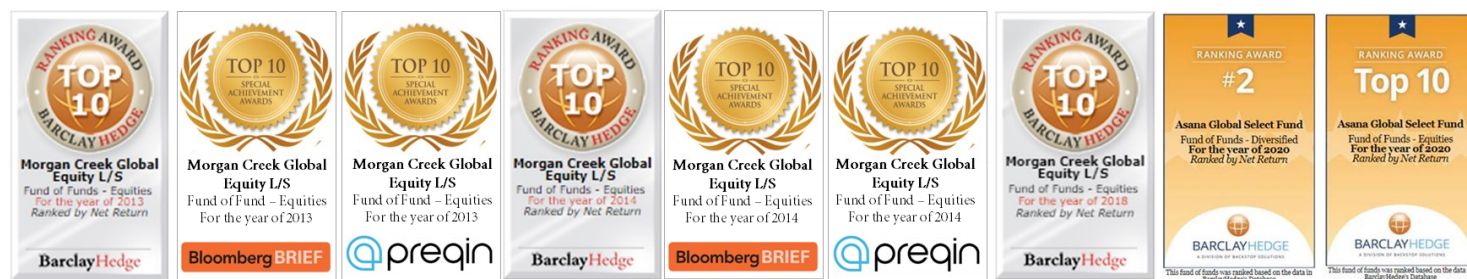 RANKING AWARD
TOP
10
BARCLAY HEDGE
Morgan Creek Global
Equity L/S
Fund of Funds - Equities
For the year of 2013
Ranked by Net Return
BarclayHedge
TOP 10
SPECIAL
ACHIEVEMENT
AWARDS
Morgan Creek Global
Equity L/S
Fund of Fund – Equities
For the year of 2013
Bloomberg BRIEF
TOP 10
SPECIAL
ACHIEVEMENT
AWARDS
Morgan Creek Global
Equity L/S
Fund of Fund – Equities
For the year of 2013
preqin
RANKING AWARD
TOP
10
BARCLAY HEDGE
Morgan Creek Global
Equity L/S
Fund of Funds - Equities
For the year of 2014
Ranked by Net Return
BarclayHedge
TOP 10
SPECIAL
ACHIEVEMENT
AWARDS
Morgan Creek Global
Equity L/S
Fund of Fund – Equities
For the year of 2014
Bloomberg BRIEF
TOP 10
SPECIAL
ACHIEVEMENT
AWARDS
Morgan Creek Global
Equity L/S
Fund of Fund – Equities
For the year of 2014
preqin
RANKING AWARD
TOP
10
BARCLAY HEDGE
Morgan Creek Global
Equity L/S
Fund of Funds - Equities
For the year of 2018
Ranked by Net Return
BarclayHedge
RANKING AWARD
#2
Asana Global Select Fund
Fund of Funds - Diversified
For the year of 2020
Ranked by Net Return
BARCLAYHEDGE
A DIVISION OF BACKSTOP SOLUTIONS
This fund of funds was ranked based on the data in
BarclayHedge's Database
RANKING AWARD
Top 10
Asana Global Select Fund
Fund of Funds - Equities
For the year of 2020
Ranked by Net Return
BARCLAYHEDGE
A DIVISION OF BACKSTOP SOLUTIONS
This fund of funds was ranked based on the data
BarclayHedge's Database